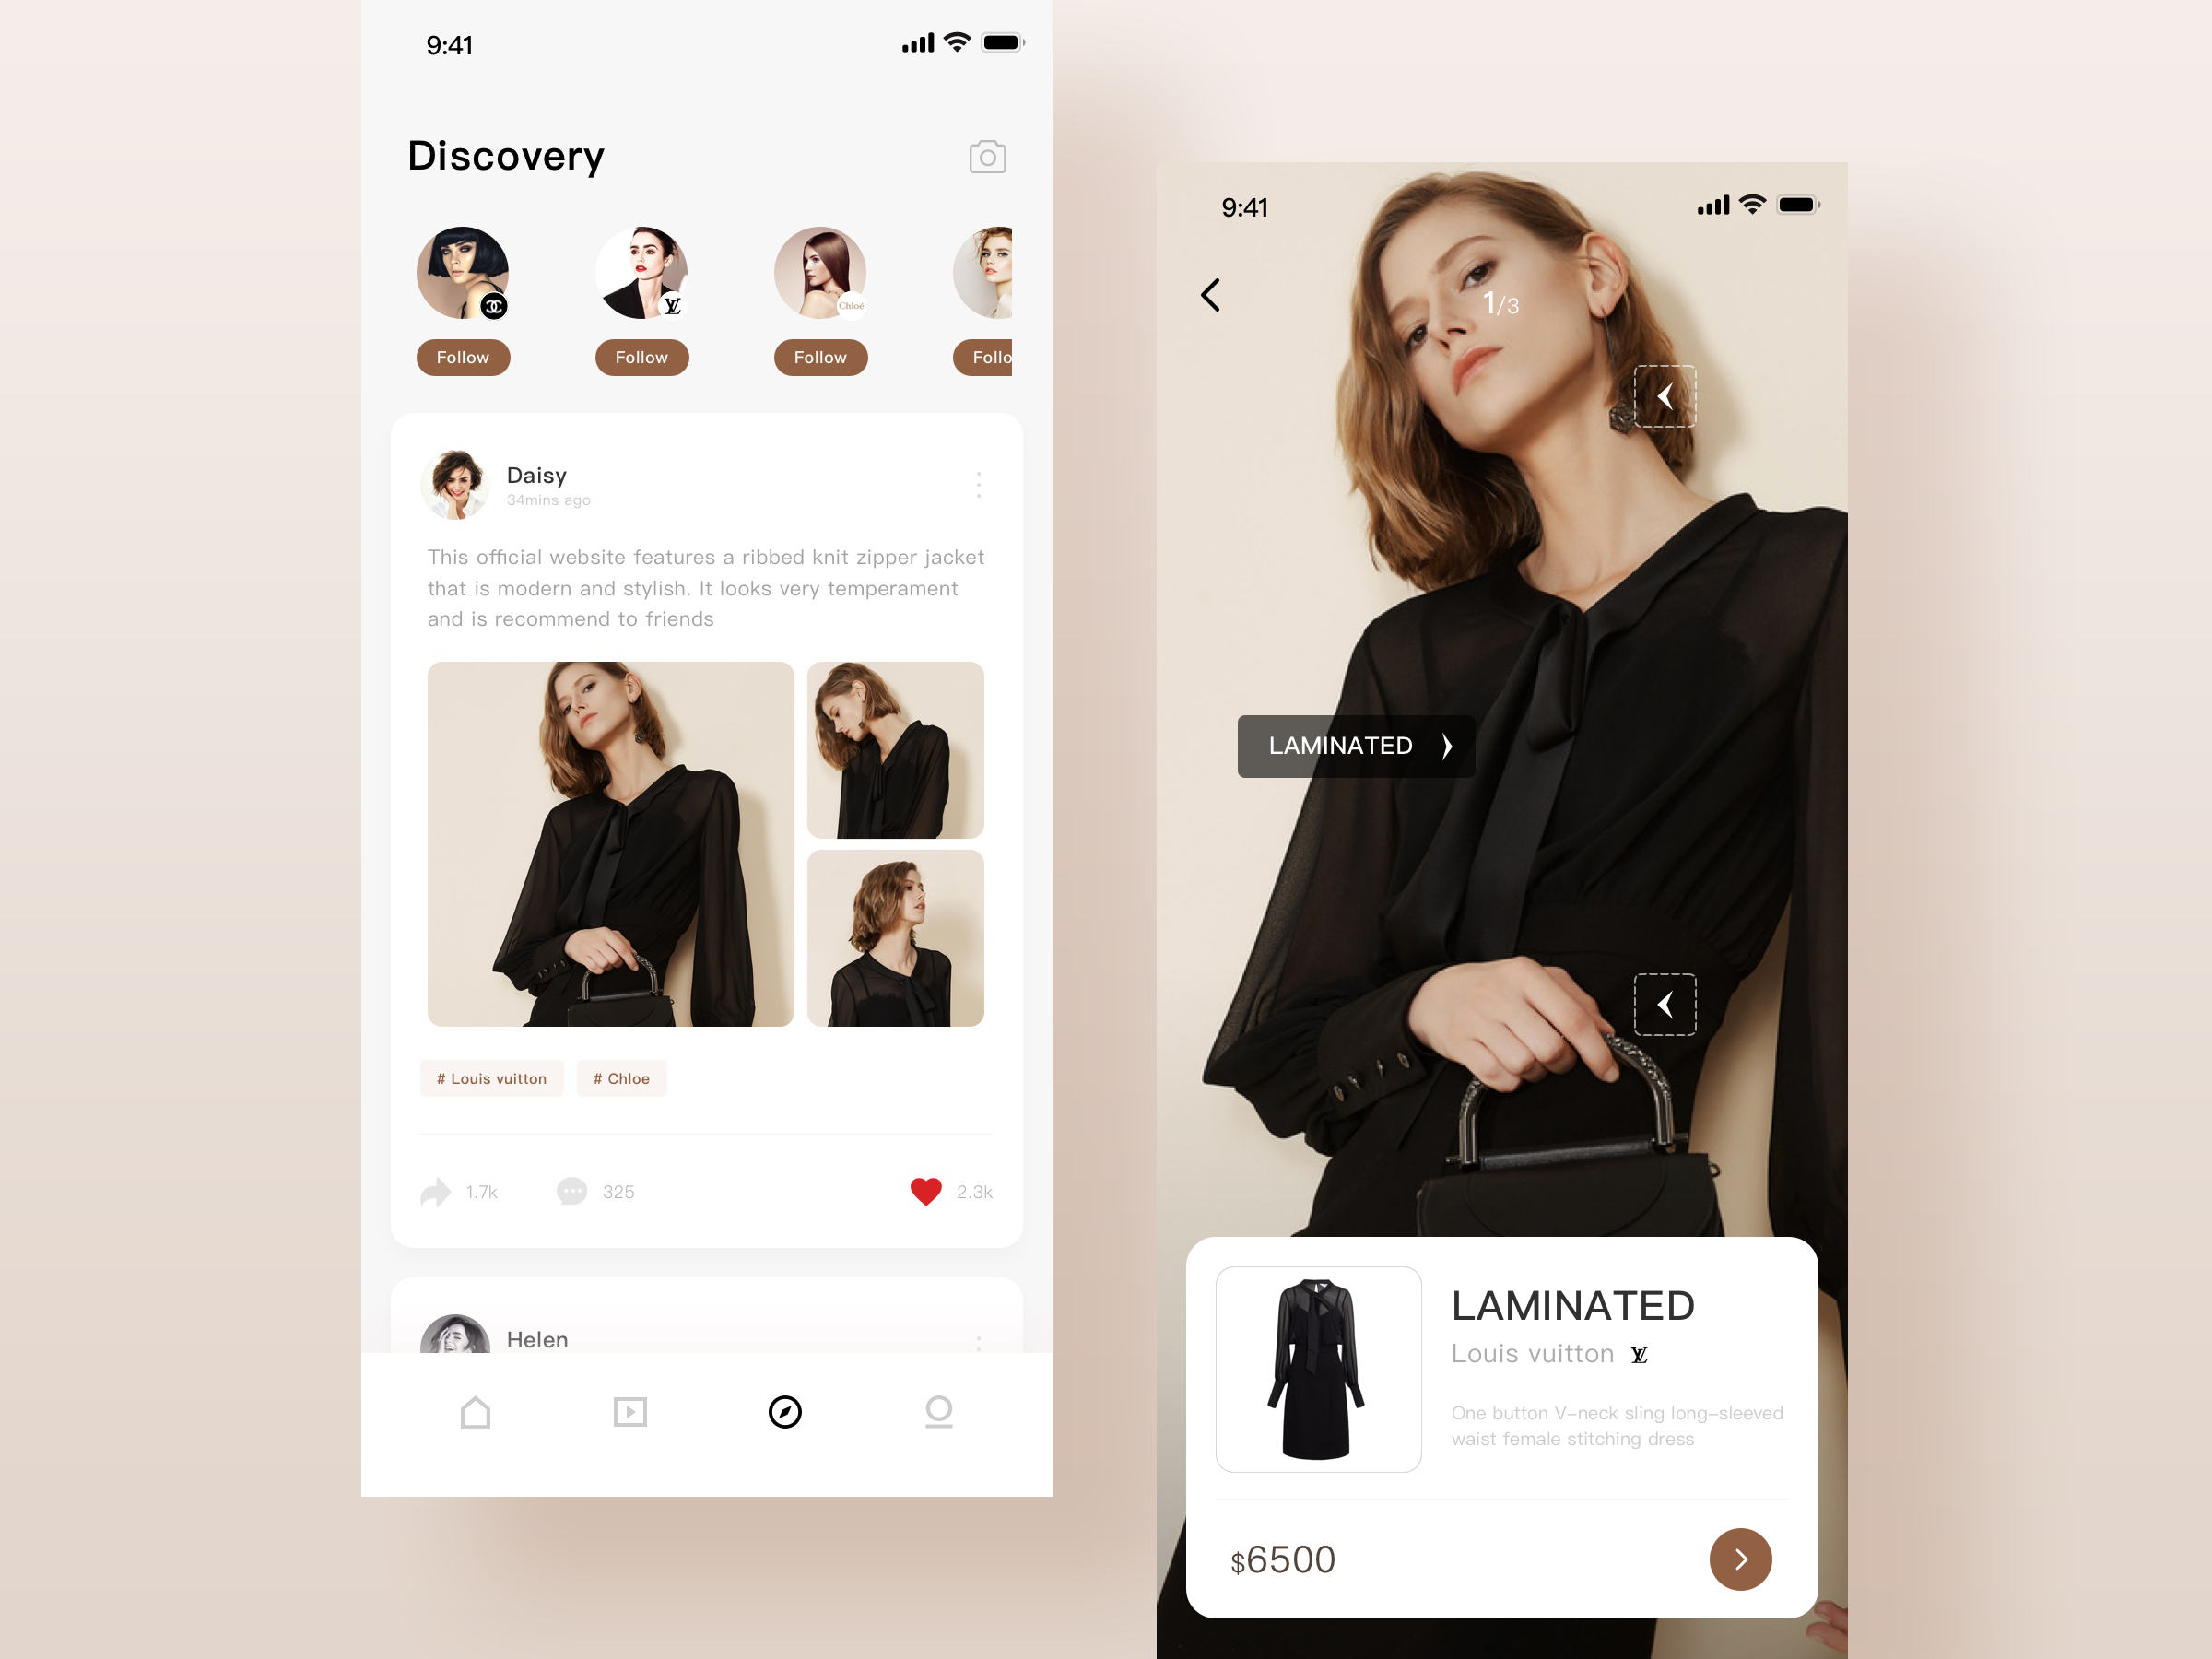 9:41
Discovery
Chloé
Follow
Follow
Follow
Follo
Daisy
34mins ago
This official website features a ribbed knit zipper jacket
that is modern and stylish. It looks very temperament
and is recommend to friends
# Louis vuitton
# Chloe
1.7k
325
2.3k
Helen
9:41
1/3
LAMINATED
LAMINATED
Louis vuitton LV
One button V-neck sling long-sleeved
waist female stitching dress
$6500